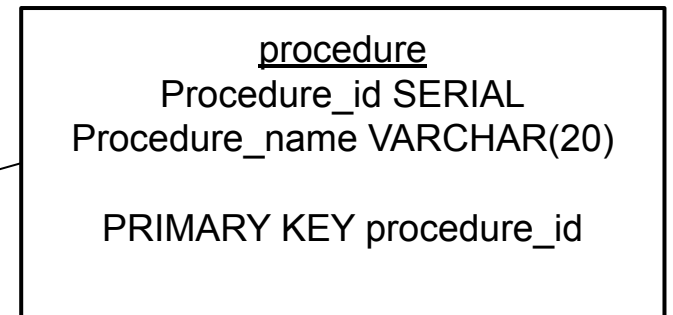 procedure
Procedure_id SERIAL
Procedure_name VARCHAR(20)
PRIMARY KEY procedure_id